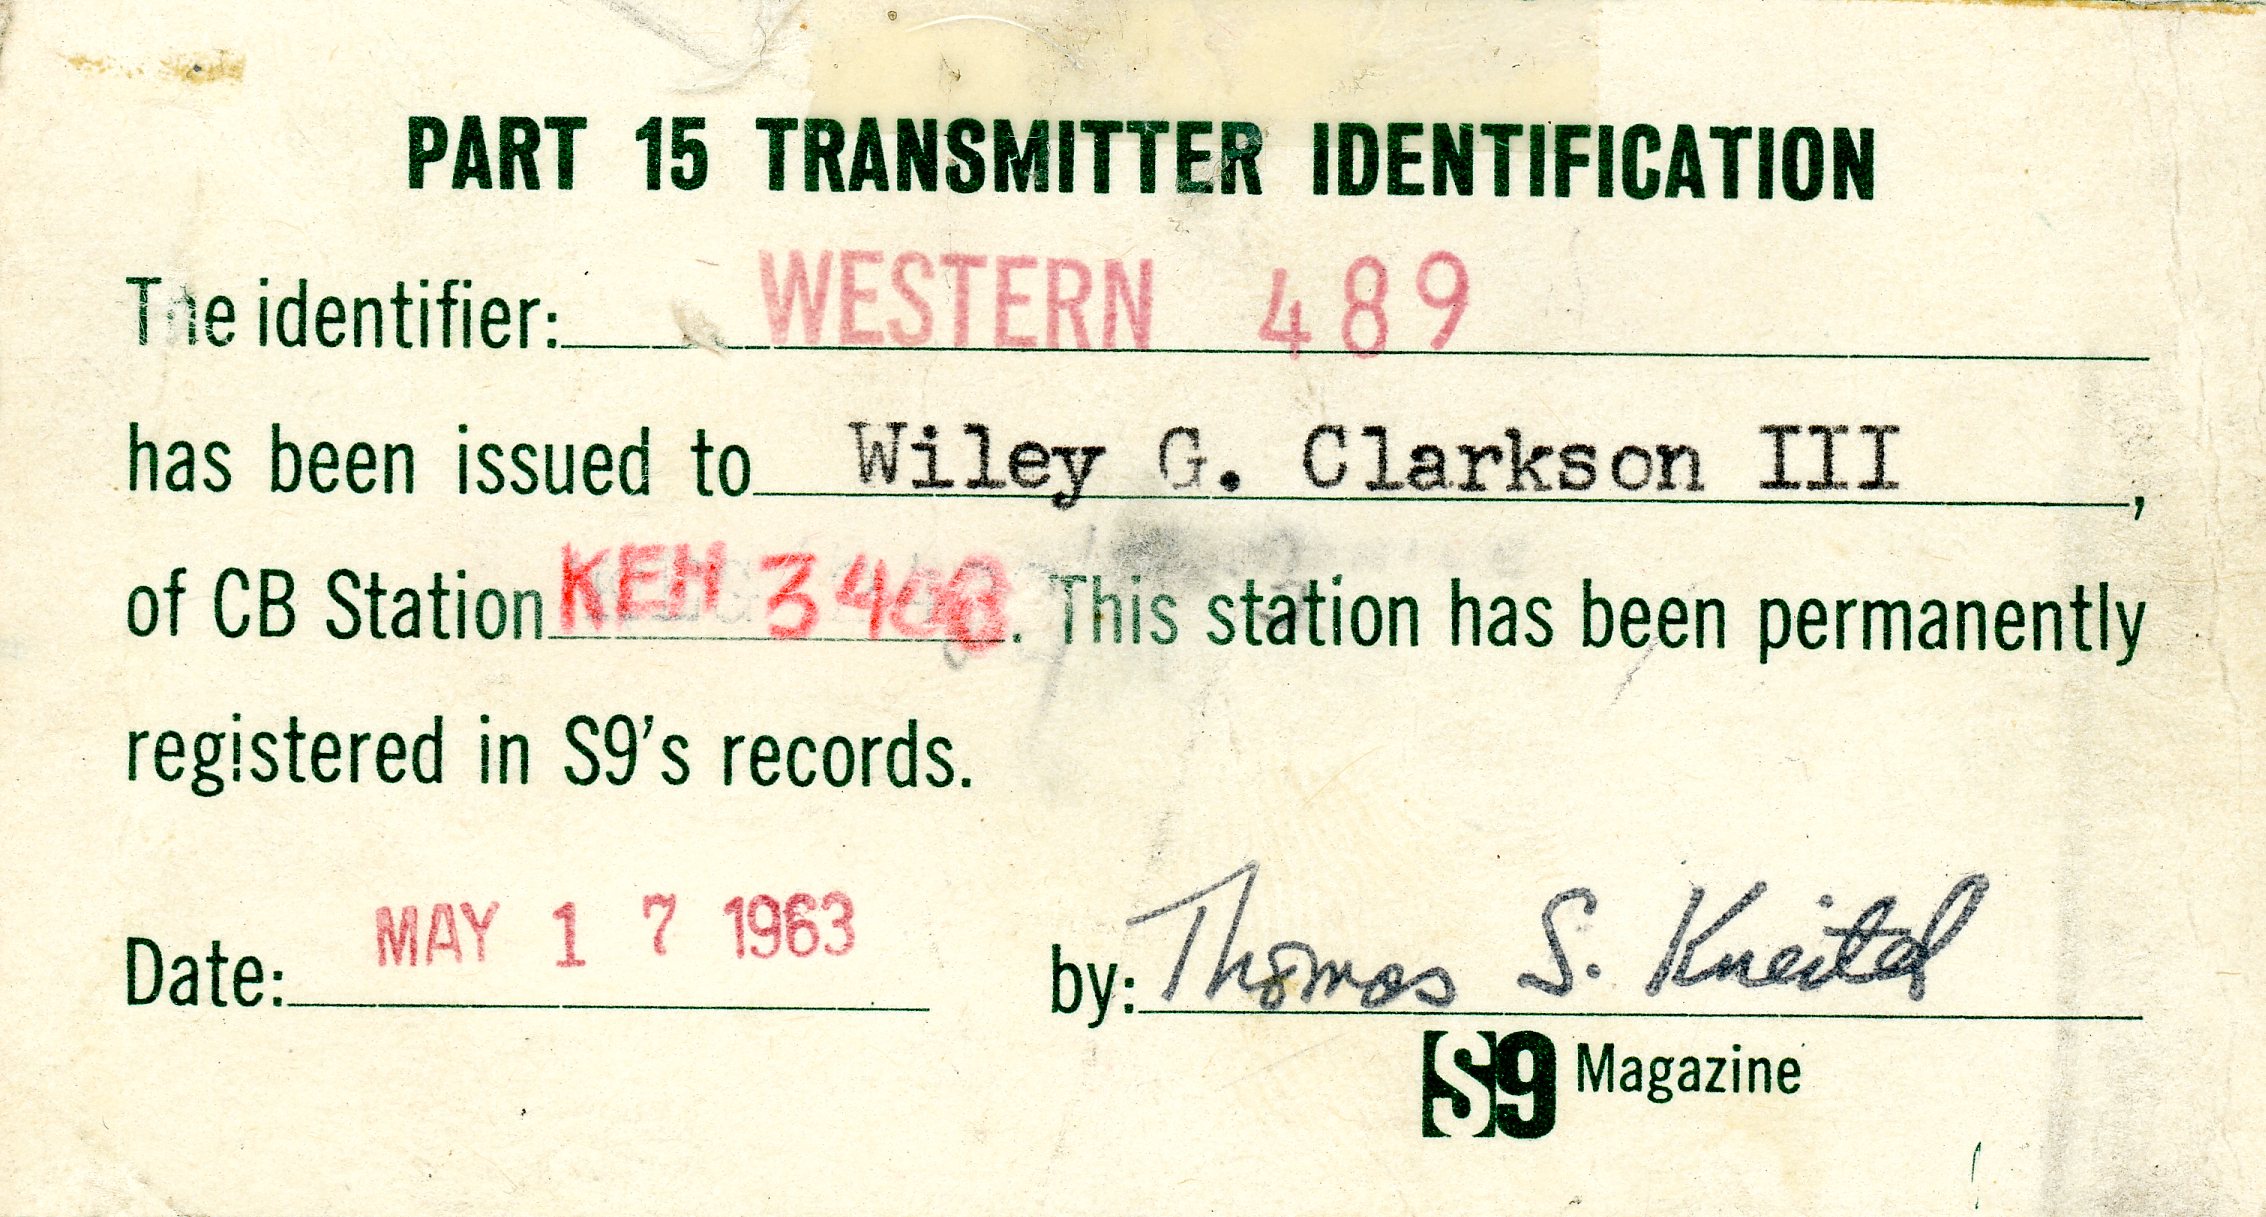 PART 15 TRANSMITTER IDENTIFICATION
The identifier: WESTERN 489
has been issued to Wiley G. Clarkson III,
of CB Station KEH . This station has been permanently
registered in S9's records.
Date: MAY 17 1963 by: Thomas S. Kneitel
S9 Magazine